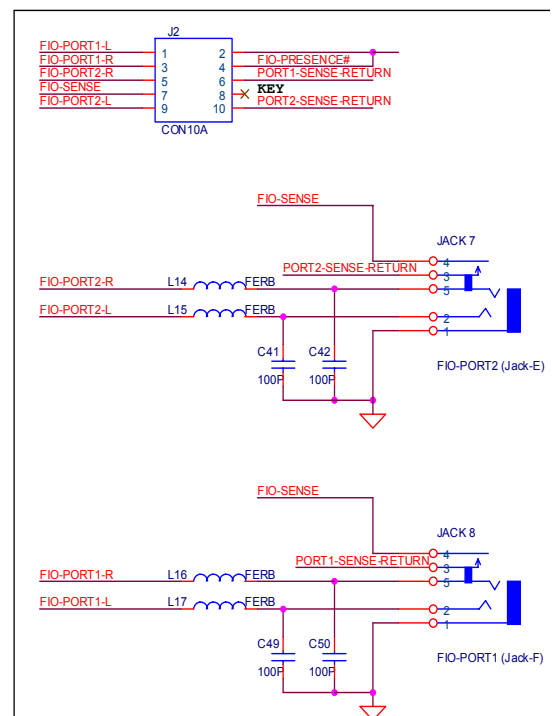 J2
FIO-PORT1-L 1 2
FIO-PORT1-R 3 4 FIO-PRESENCE#
FIO-PORT2-R 5 6 PORT1-SENSE-RETURN
FIO-SENSE 7 8 KEY
FIO-PORT2-L 9 10 PORT2-SENSE-RETURN
CON10A
FIO-SENSE
JACK 7
4
PORT2-SENSE-RETURN 3
FIO-PORT2-R L14 FERB 5
FIO-PORT2-L L15 FERB 2
1
C41 C42
100P 100P
FIO-PORT2 (Jack-E)
FIO-SENSE
JACK 8
4
PORT1-SENSE-RETURN 3
FIO-PORT1-R L16 FERB 5
FIO-PORT1-L L17 FERB 2
1
C49 C50
100P 100P
FIO-PORT1 (Jack-F)